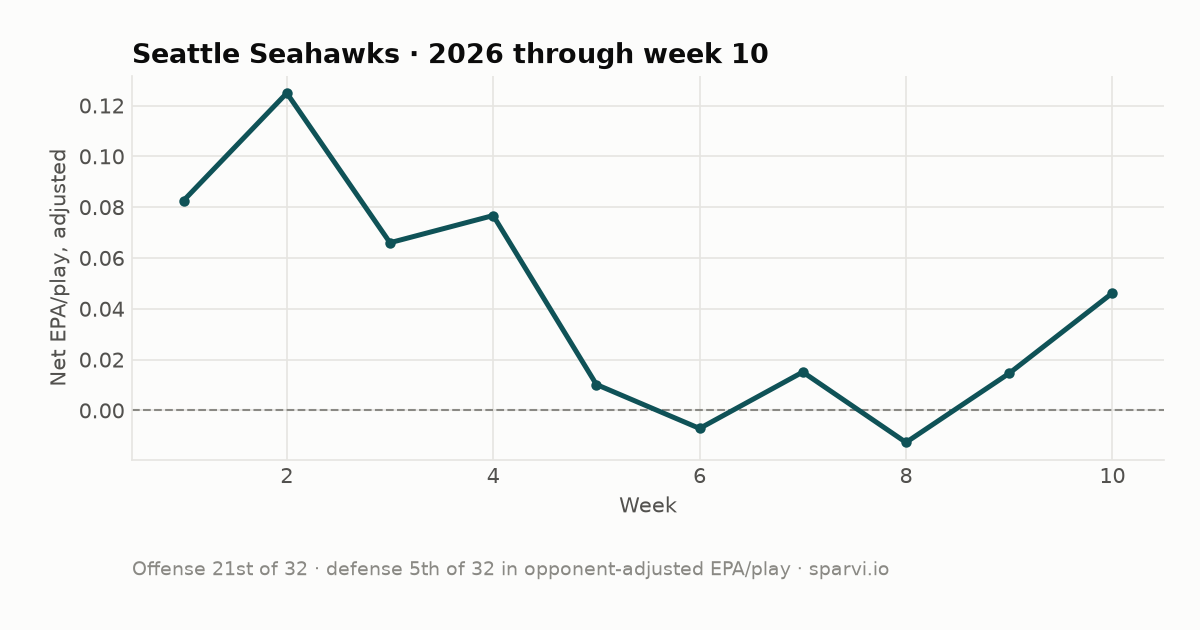 Seattle Seahawks · 2026 through week 10
Net EPA/play, adjusted
0.12
0.10
0.08
0.06
0.04
0.02
0.00
2 4 6 8 10
Week
Offense 21st of 32 · defense 5th of 32 in opponent-adjusted EPA/play · sparvi.io